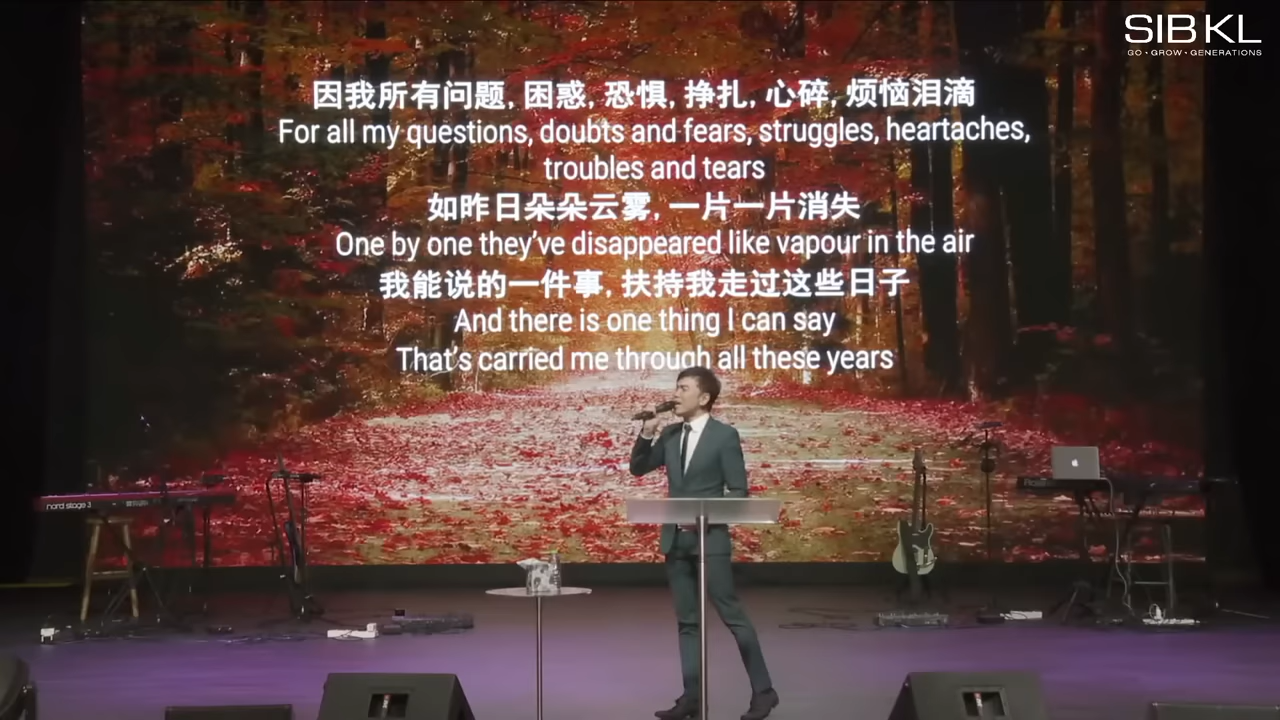 SIBKL
GO • GROW • GENERATIONS
因我所有问题, 困惑, 恐惧, 挣扎, 心碎, 烦恼泪滴
For all my questions, doubts and fears, struggles, heartaches,
troubles and tears
如昨日朵朵云雾, 一片一片消失
One by one they've disappeared like vapour in the air
我能说的一件事, 扶持我走过这些日子
And there is one thing I can say
That's carried me through all these years
nord stage 3
Roland